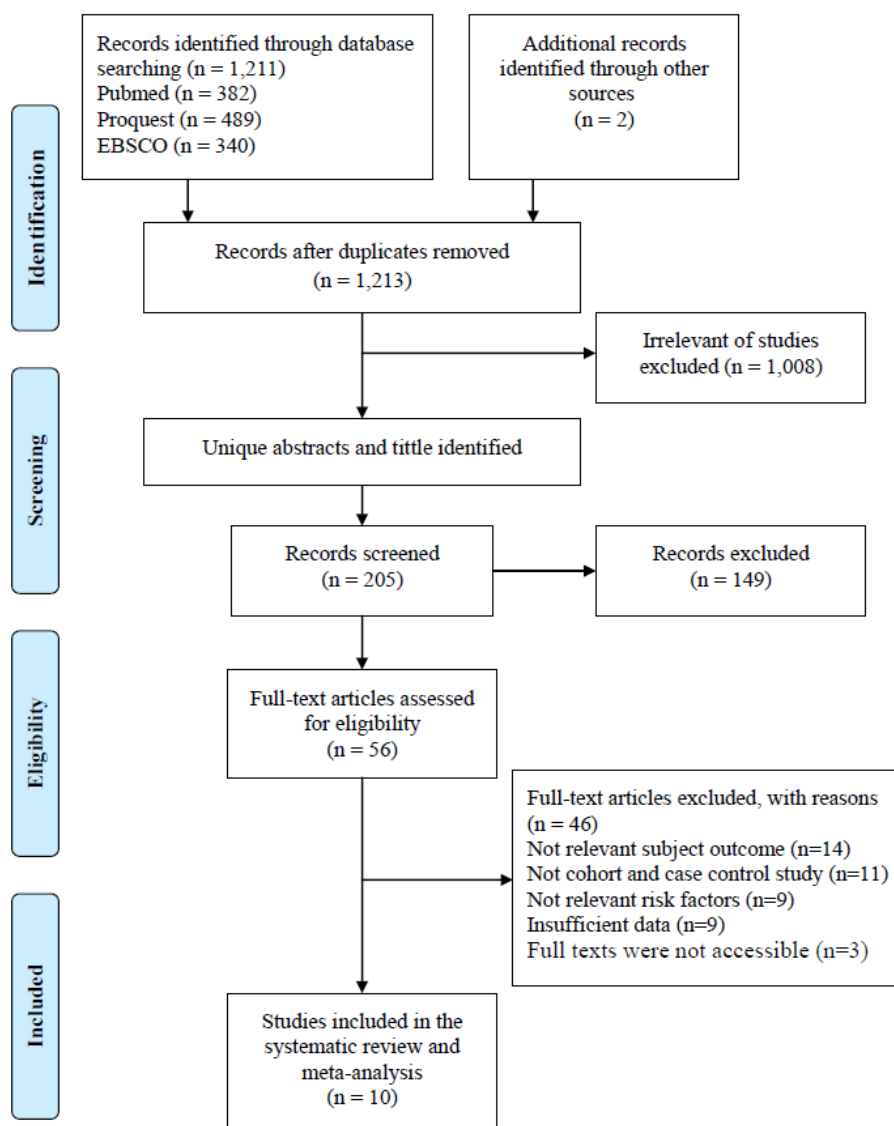 Records identified through database
searching (n = 1,211)
Pubmed (n = 382)
Proquest (n = 489)
EBSCO (n = 340)
Additional records
identified through other
sources
(n = 2)
Identification
Records after duplicates removed
(n = 1,213)
Irrelevant of studies
excluded (n = 1,008)
Screening
Unique abstracts and tittle identified
Records screened
(n = 205)
Records excluded
(n = 149)
Eligibility
Full-text articles assessed
for eligibility
(n = 56)
Full-text articles excluded, with reasons
(n = 46)
Not relevant subject outcome (n=14)
Not cohort and case control study (n=11)
Not relevant risk factors (n=9)
Insufficient data (n=9)
Full texts were not accessible (n=3)
Included
Studies included in the
systematic review and
meta-analysis
(n = 10)